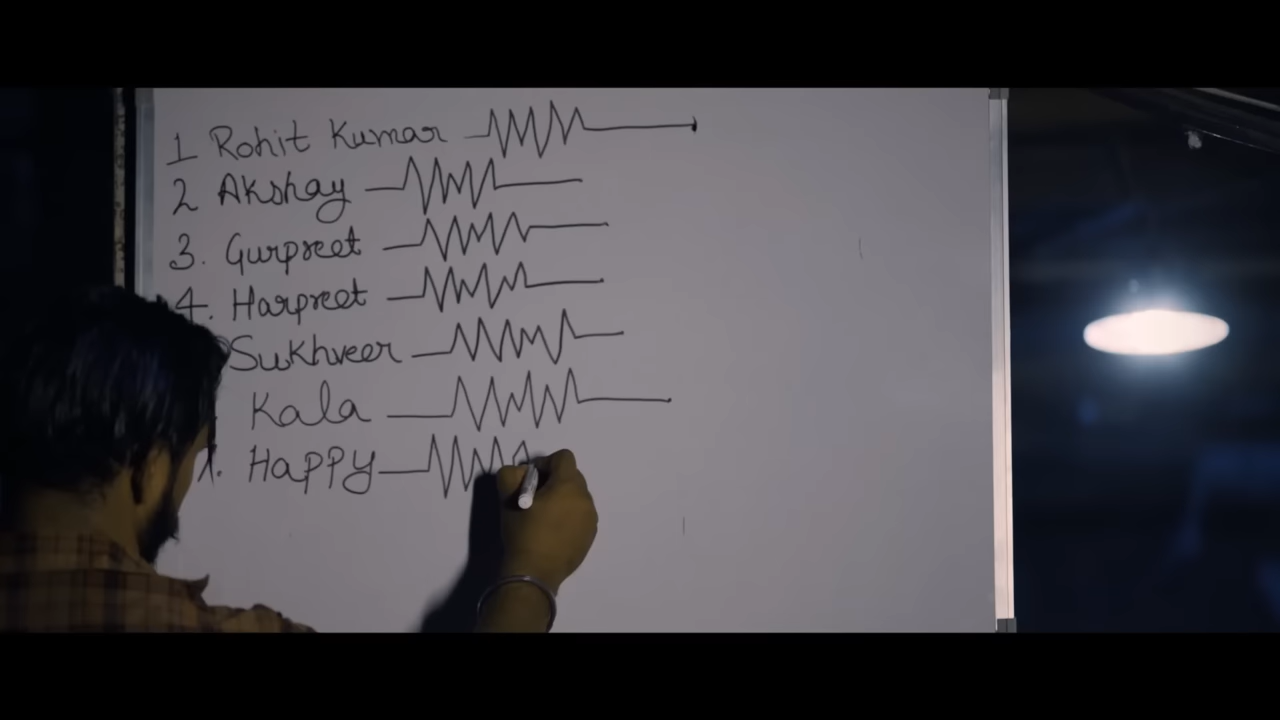 1 Rohit Kumar
2 Akshay
3. Gurpreet
4. Harpreet
Sukhveer
Kala
Happy